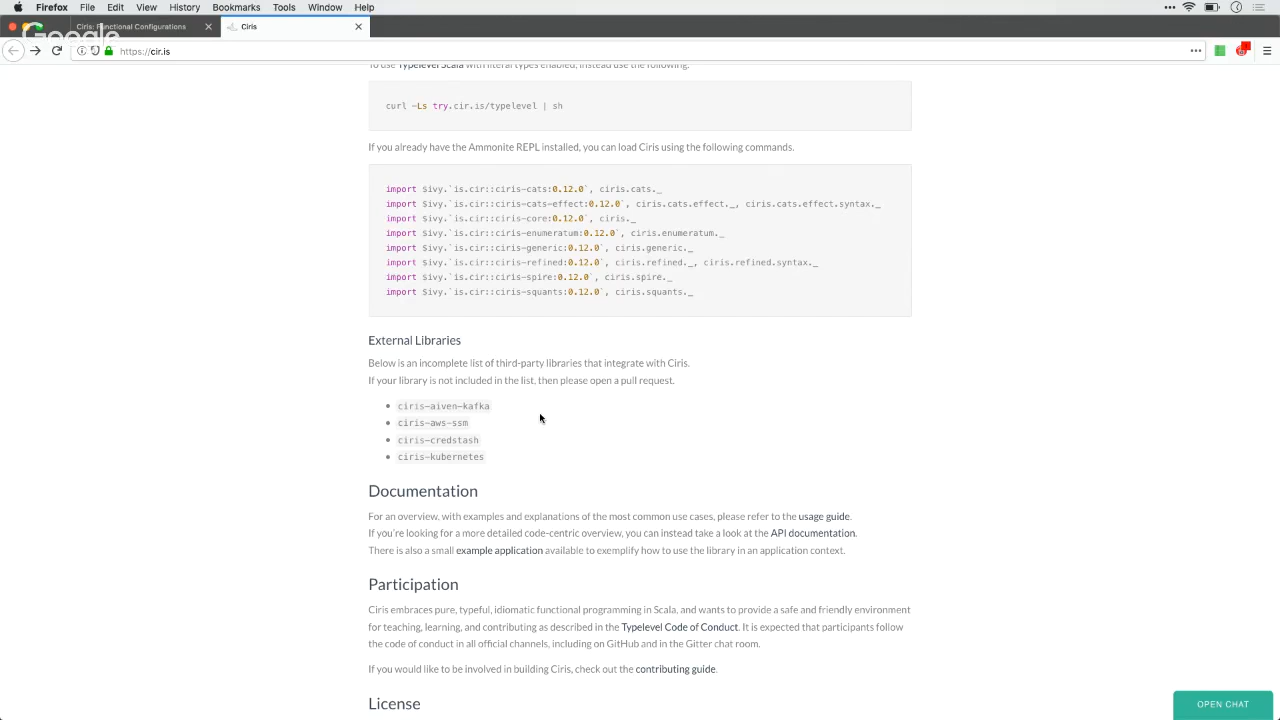 Firefox File Edit View History Bookmarks Tools Window Help
Ciris: Functional Configurations
Ciris
https://cir.is
To use Typelevel Scala with literal types enabled, instead use the following.
curl -Ls try.cir.is/typelevel | sh
If you already have the Ammonite REPL installed, you can load Ciris using the following commands.
import $ivy.`is.cir::ciris-cats:0.12.0`, ciris.cats._
import $ivy.`is.cir::ciris-cats-effect:0.12.0`, ciris.cats.effect._, ciris.cats.effect.syntax._
import $ivy.`is.cir::ciris-core:0.12.0`, ciris._
import $ivy.`is.cir::ciris-enumeratum:0.12.0`, ciris.enumeratum._
import $ivy.`is.cir::ciris-generic:0.12.0`, ciris.generic._
import $ivy.`is.cir::ciris-refined:0.12.0`, ciris.refined._, ciris.refined.syntax._
import $ivy.`is.cir::ciris-spire:0.12.0`, ciris.spire._
import $ivy.`is.cir::ciris-squants:0.12.0`, ciris.squants._
External Libraries
Below is an incomplete list of third-party libraries that integrate with Ciris.
If your library is not included in the list, then please open a pull request.
ciris-aiven-kafka
ciris-aws-ssm
ciris-credstash
ciris-kubernetes
Documentation
For an overview, with examples and explanations of the most common use cases, please refer to the usage guide.
If you're looking for a more detailed code-centric overview, you can instead take a look at the API documentation.
There is also a small example application available to exemplify how to use the library in an application context.
Participation
Ciris embraces pure, typeful, idiomatic functional programming in Scala, and wants to provide a safe and friendly environment
for teaching, learning, and contributing as described in the Typelevel Code of Conduct. It is expected that participants follow
the code of conduct in all official channels, including on GitHub and in the Gitter chat room.
If you would like to be involved in building Ciris, check out the contributing guide.
License
OPEN CHAT